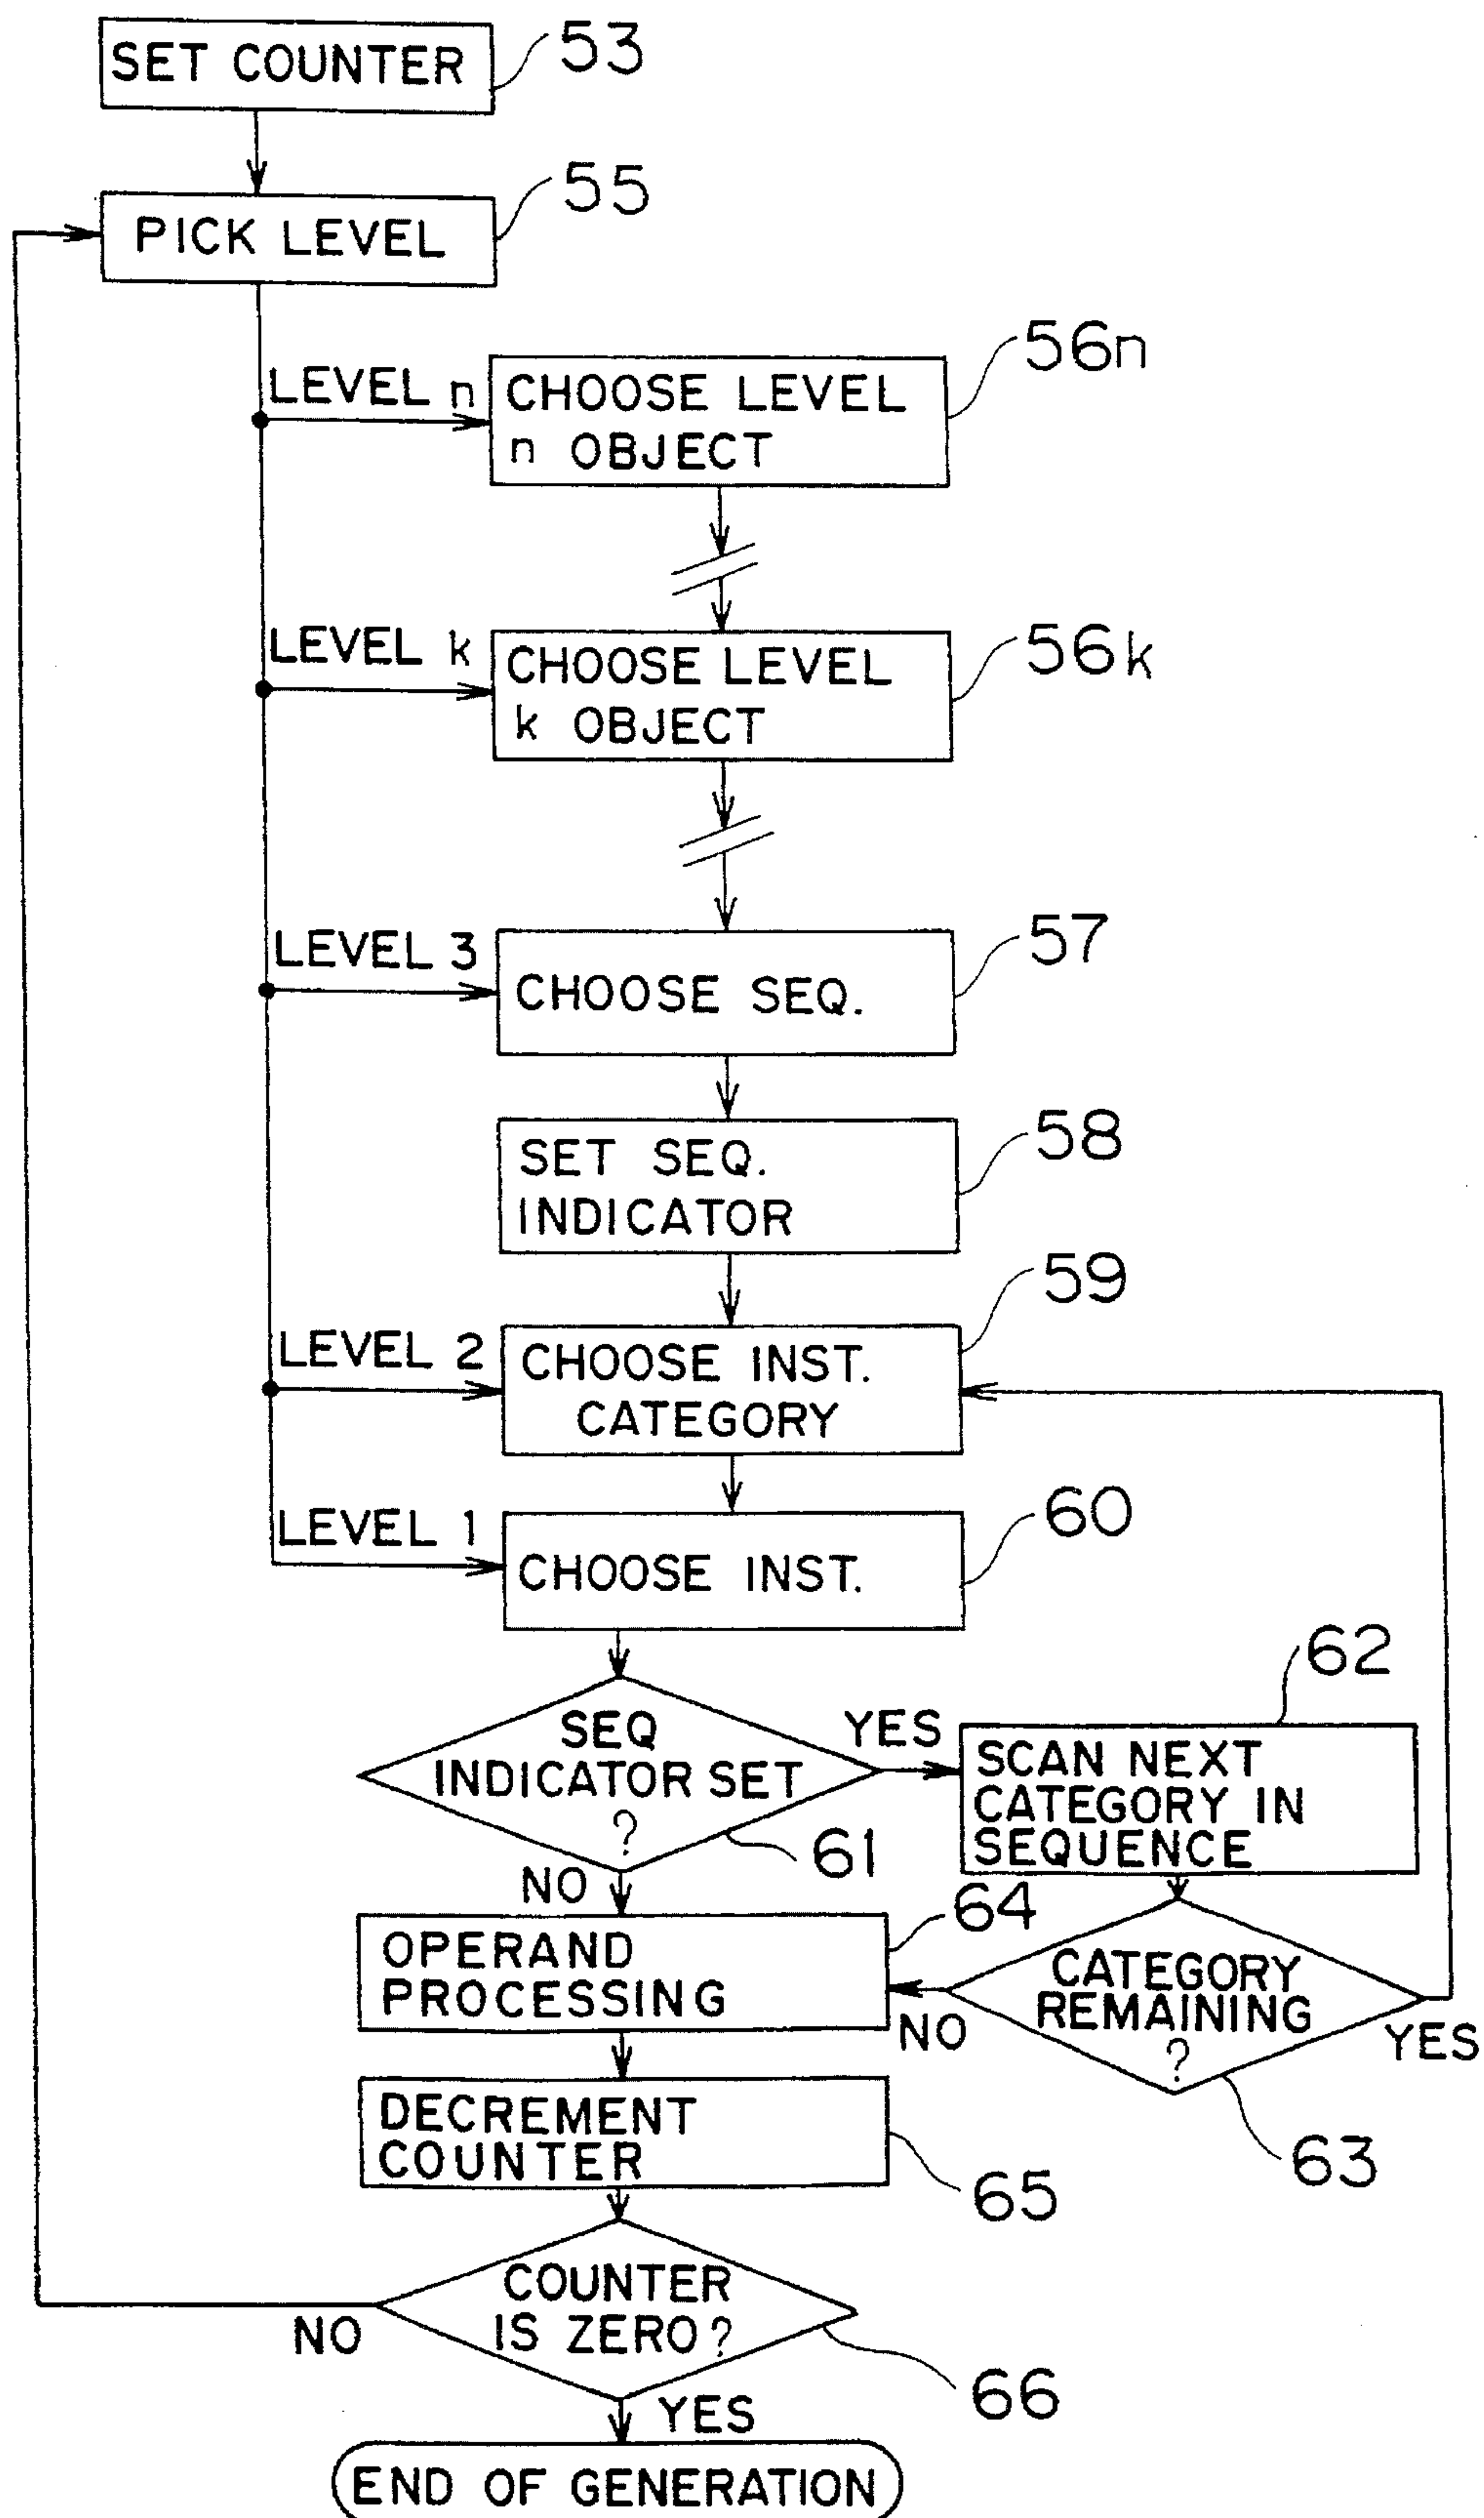 SET COUNTER
53
PICK LEVEL
55
LEVEL n
CHOOSE LEVEL
n OBJECT
56n
LEVEL k
CHOOSE LEVEL
k OBJECT
56k
LEVEL 3
CHOOSE SEQ.
57
SET SEQ.
INDICATOR
58
LEVEL 2
CHOOSE INST.
CATEGORY
59
LEVEL 1
CHOOSE INST.
60
SEQ
INDICATOR SET
?
61
YES
62
SCAN NEXT
CATEGORY IN
SEQUENCE
NO
64
OPERAND
PROCESSING
CATEGORY
REMAINING
?
NO
YES
63
DECREMENT
COUNTER
65
COUNTER
IS ZERO?
NO
66
YES
END OF GENERATION